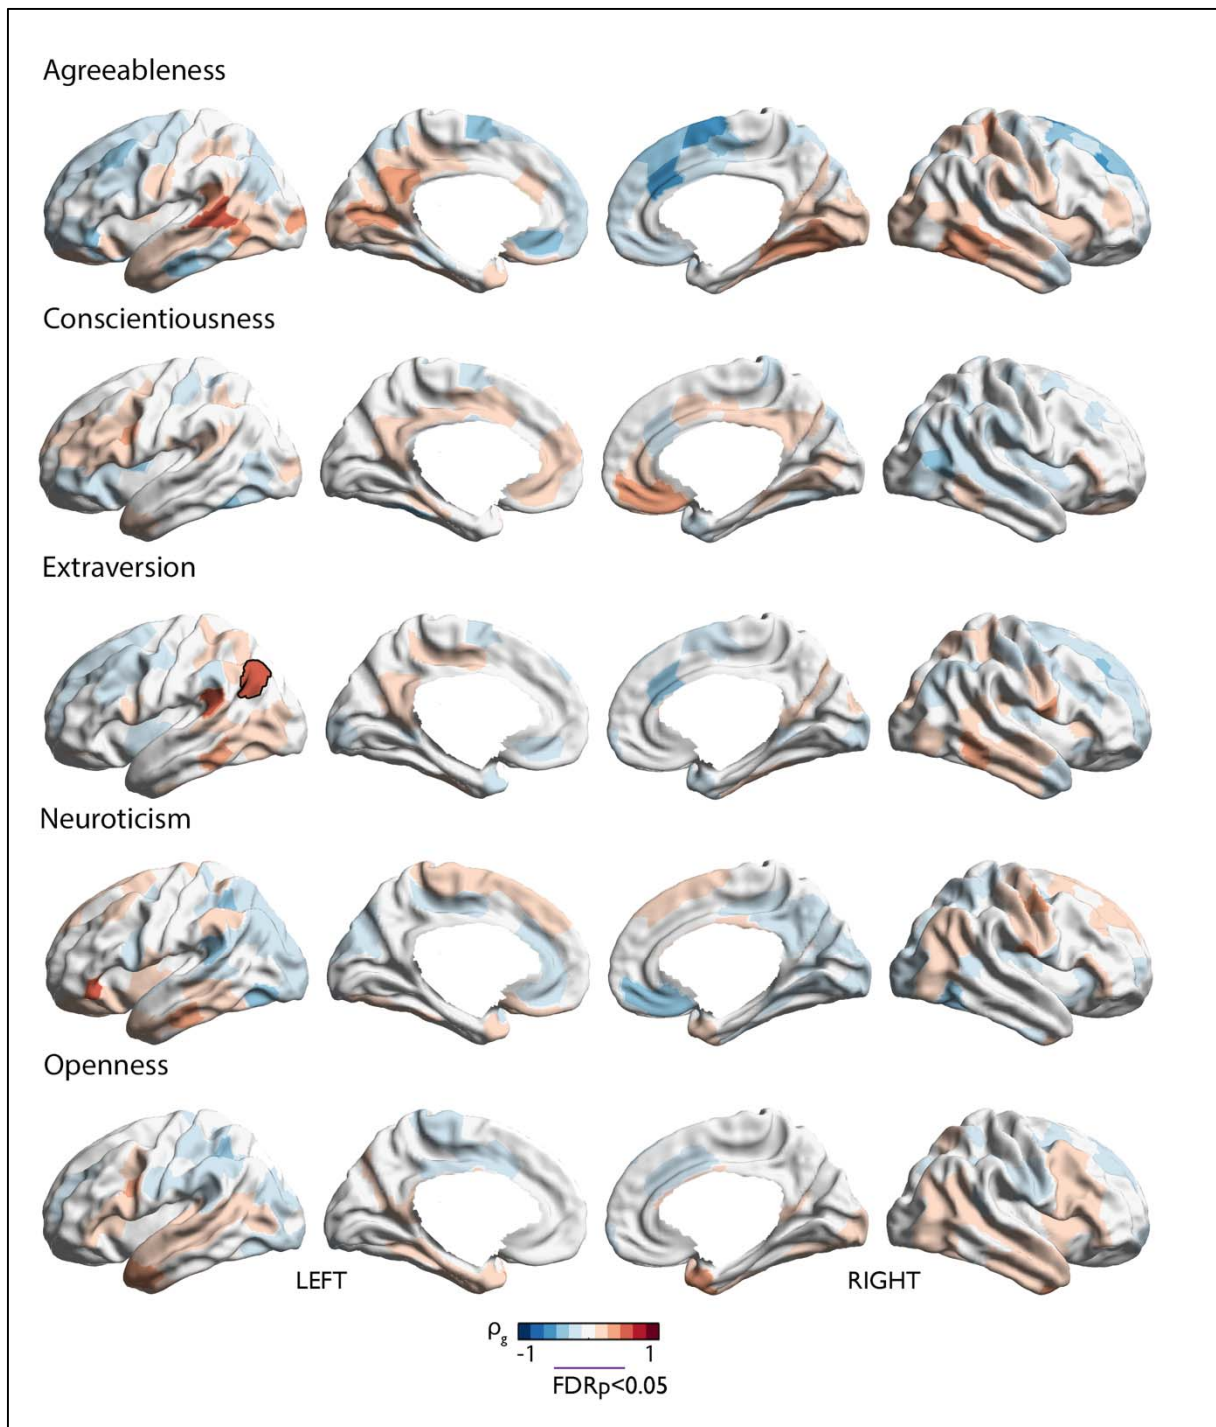 Agreeableness
Conscientiousness
Extraversion
Neuroticism
Openness
LEFT
RIGHT
ρg
-1
1
FDRp<0.05